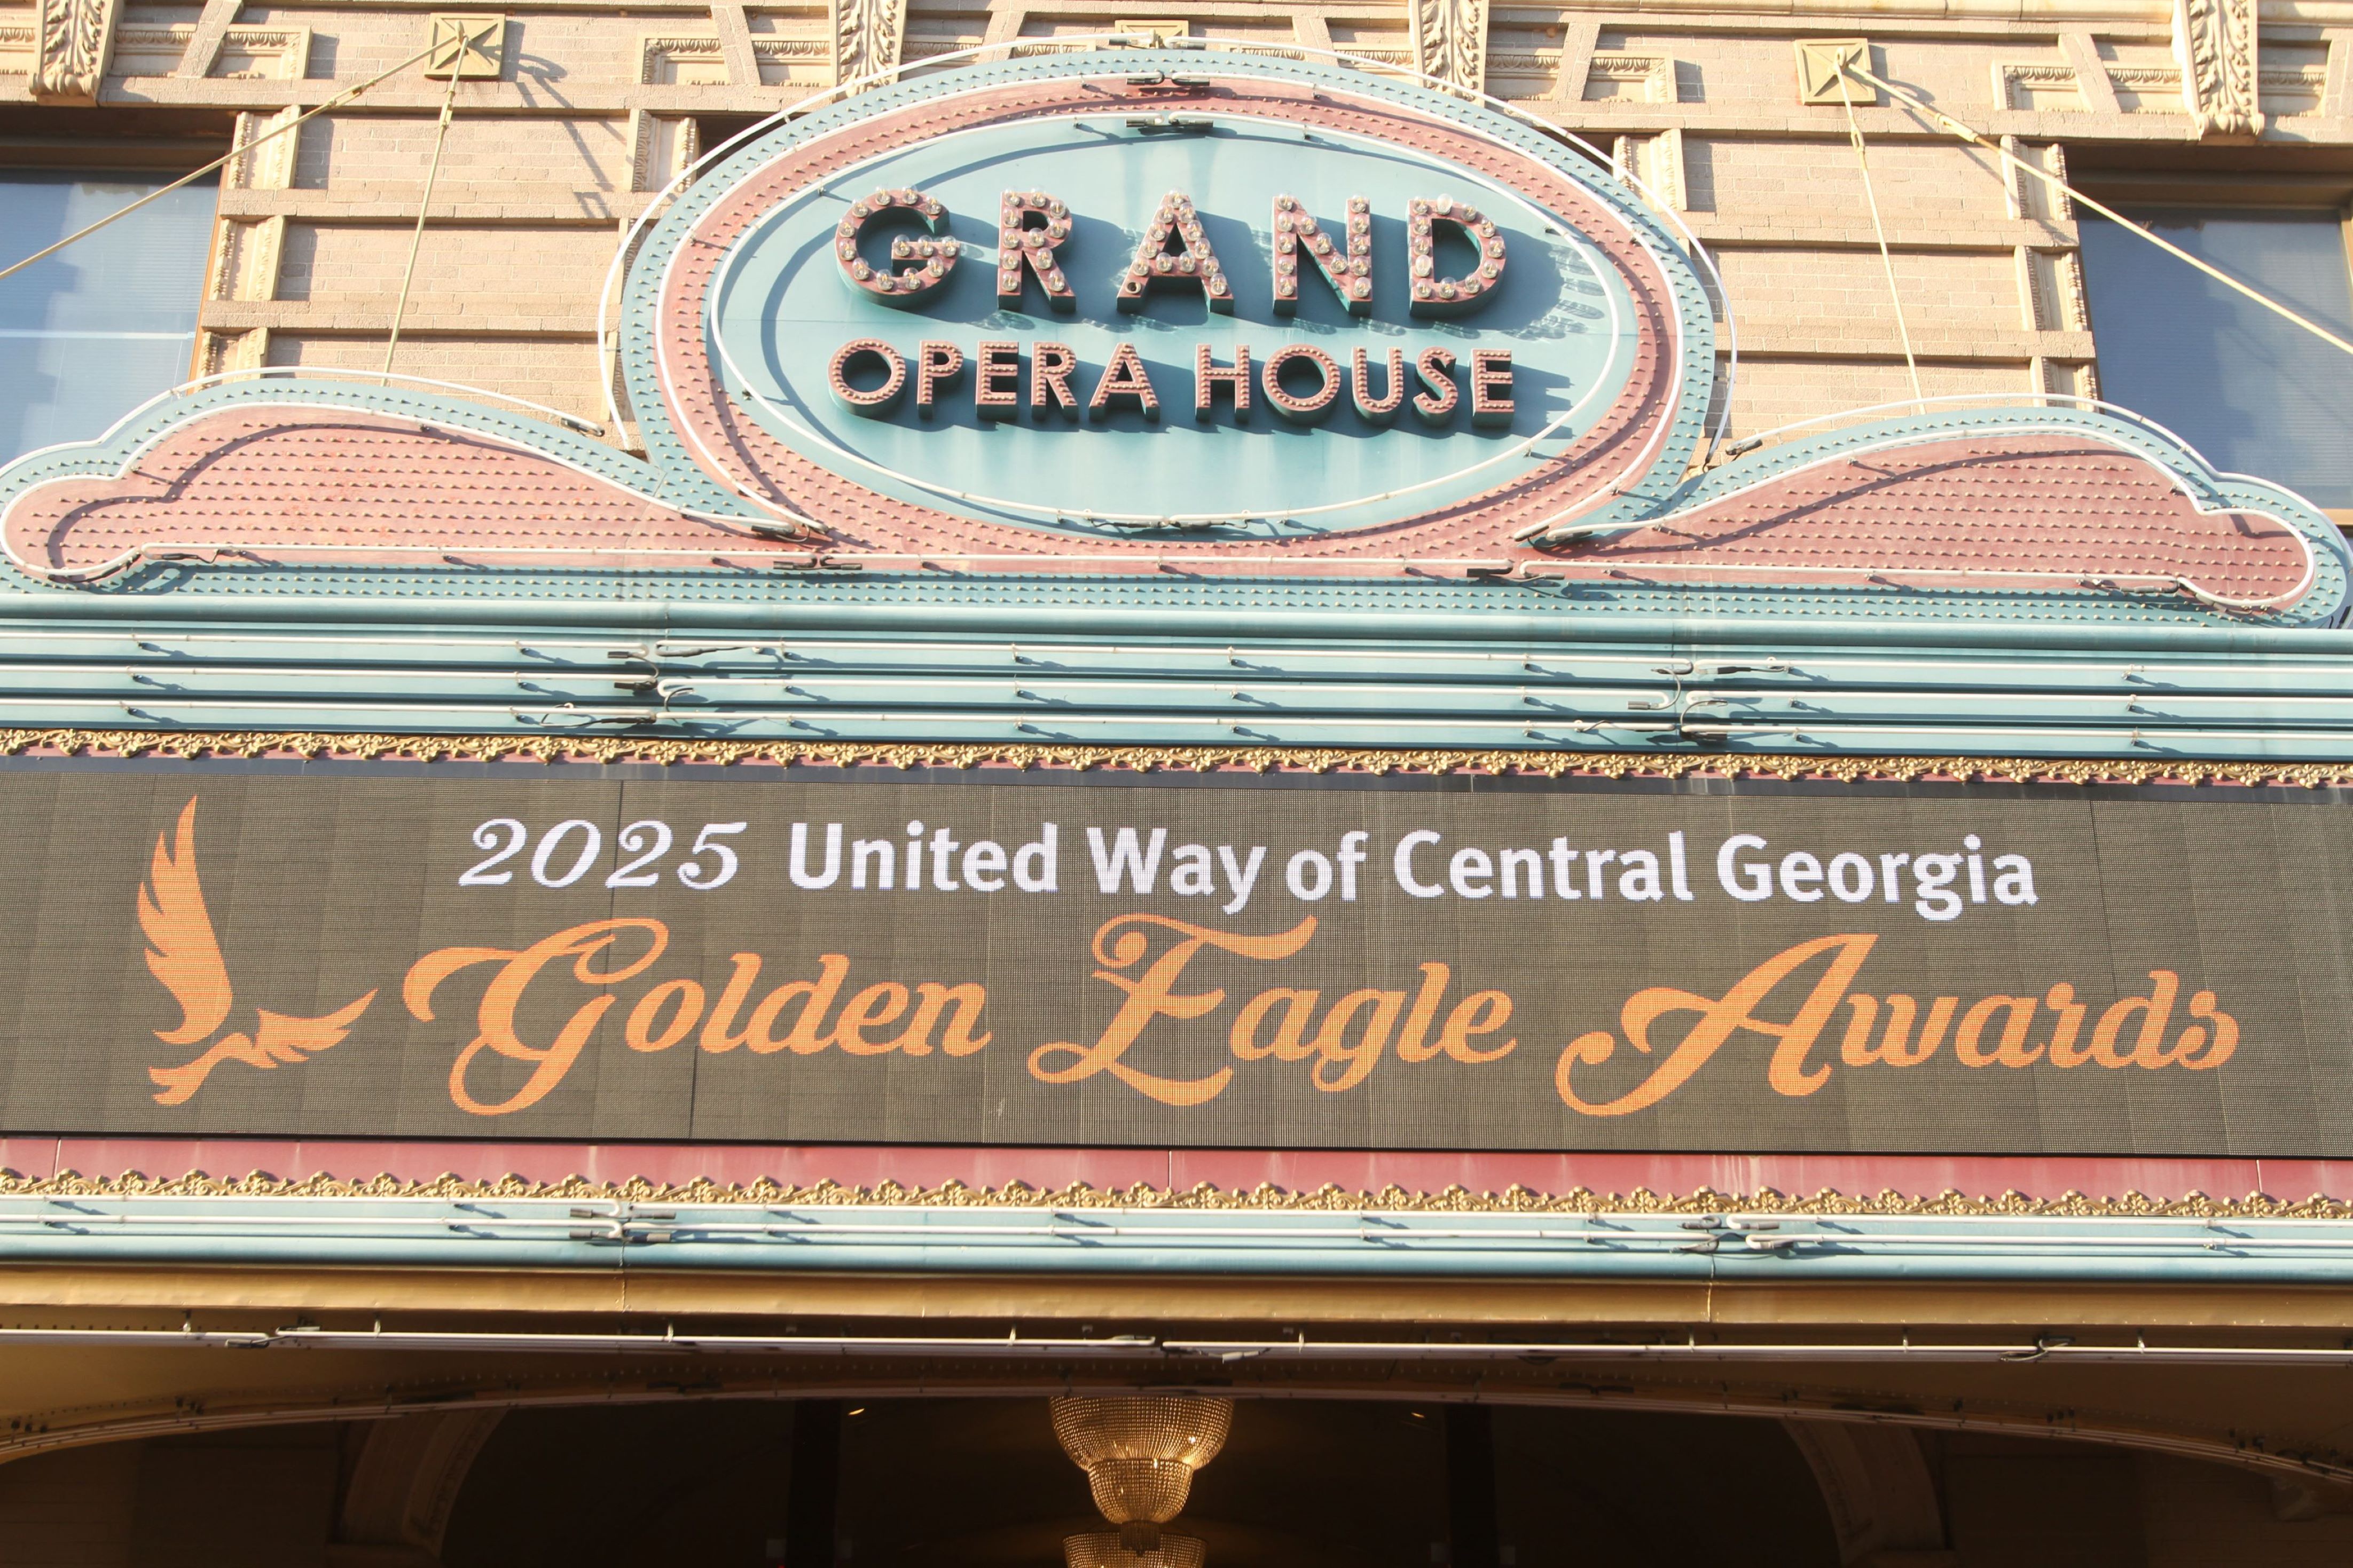 GRAND
OPERA HOUSE
2025 United Way of Central Georgia
Golden Eagle Awards